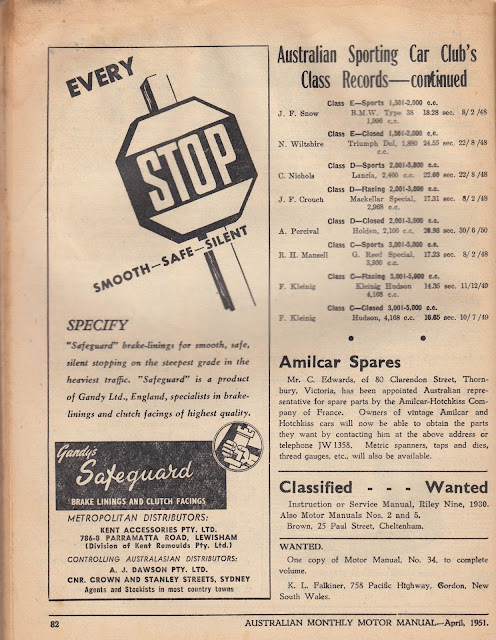 EVERY
STOP
SMOOTH—SAFE—SILENT
SPECIFY
"Safeguard" brake-linings for smooth, safe,
silent stopping on the steepest grade in the
heaviest traffic. "Safeguard" is a product
of Gandy Ltd., England, specialists in brake-
linings and clutch facings of highest quality.
Gandy's
Safeguard
BRAKE LININGS AND CLUTCH FACINGS
METROPOLITAN DISTRIBUTORS:
KENT ACCESSORIES PTY. LTD.
786-8 PARRAMATTA ROAD, LEWISHAM
(Division of Kent Remoulds Pty. Ltd.)
CONTROLLING AUSTRALASIAN DISTRIBUTORS:
A. J. DAWSON PTY. LTD.
CNR. CROWN AND STANLEY STREETS, SYDNEY
Agents and Stockists in most country towns
Australian Sporting Car Club's
Class Records—continued
Class E—Sports 1,501-2,000 c.c.
J. F. Snow B.M.W. Type 38 18.28 sec. 8/2/48
c.c.
Class E—Closed 1,501-2,000 c.c.
N. Wiltshire Triumph Dol., 24.55 sec. 22/8/48
c.c.
Class D—Sports 2,001-3,000 c.c.
C. Nichols Lancia, 2,400 c.c. sec. 22/8/48
Class D—Racing 2,001-3,000 c.c.
J. F. Crouch Mackellar Special, 17.31 sec. 8/2/48
2,968 c.c.
Class D—Closed 2,001-3,000 c.c.
A. Percival Holden, 2,100 c.c. sec. 30/6/50
Class C—Sports 3,001-5,000 c.c.
R. H. Mansell G. Reed Special, 17.23 sec. 8/2/48
c.c.
Class C—Racing 3,001-5,000 c.c.
F. Kleinig Kleinig Hudson 14.35 sec. 11/12/49
4,168 c.c.
Class C—Closed 3,001-5,000 c.c.
F. Kleinig Hudson, 4,168 c.c. sec. 10/7/49
Amilcar Spares
Mr. C. Edwards, of 80 Clarendon Street, Thorn-
bury, Victoria, has been appointed Australian repre-
sentative for spare parts by the Amilcar-Hotchkiss Com-
pany of France. Owners of vintage Amilcar and
Hotchkiss cars will now be able to obtain the parts
they want by contacting him at the above address or
telephone JW 1358. Metric spanners, taps and dies,
thread gauges, etc., will also be available.
Classified - - - Wanted
Instruction or Service Manual, Riley Nine, 1930.
Also Motor Manuals Nos. 2 and 5.
Brown, 25 Paul Street, Cheltenham.
WANTED.
One copy of Motor Manual, No. 34, to complete
volume.
K. L. Falkiner, 758 Pacific Highway, Gordon, New
South Wales.
82 AUSTRALIAN MONTHLY MOTOR MANUAL—April, 1951.